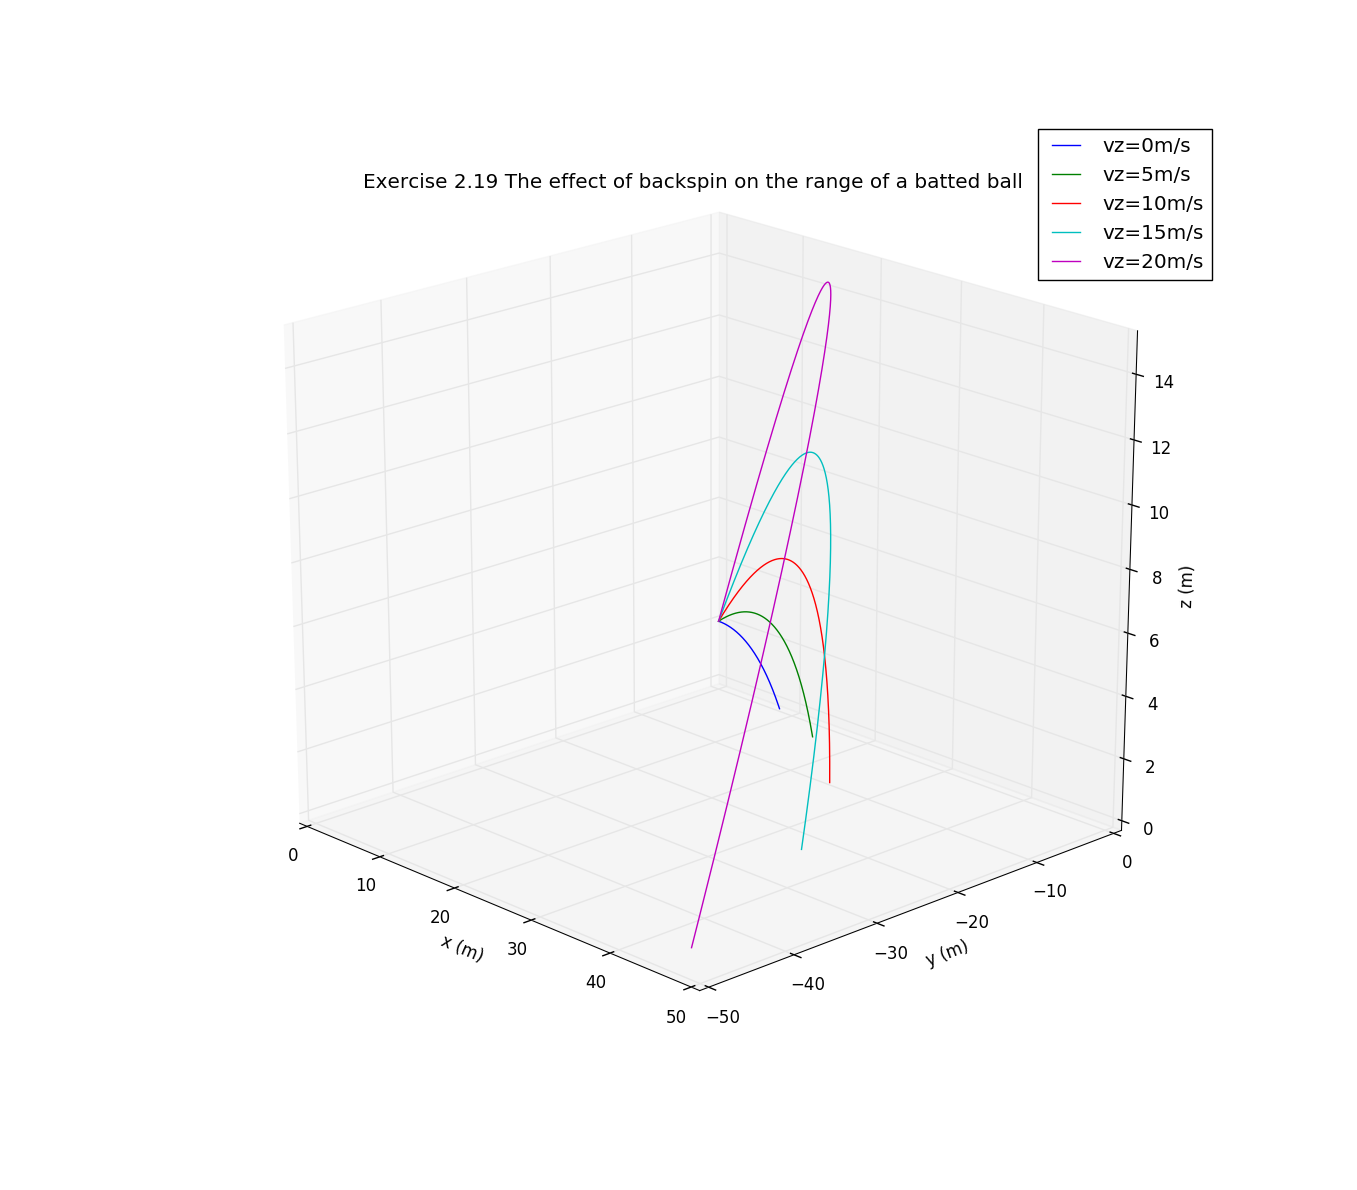 Exercise 2.19 The effect of backspin on the range of a batted ball
vz=0m/s
vz=5m/s
vz=10m/s
vz=15m/s
vz=20m/s
14
12
10
8
6
4
2
0
z (m)
0
10
20
30
40
50
x (m)
−50
−40
−30
−20
−10
0
y (m)